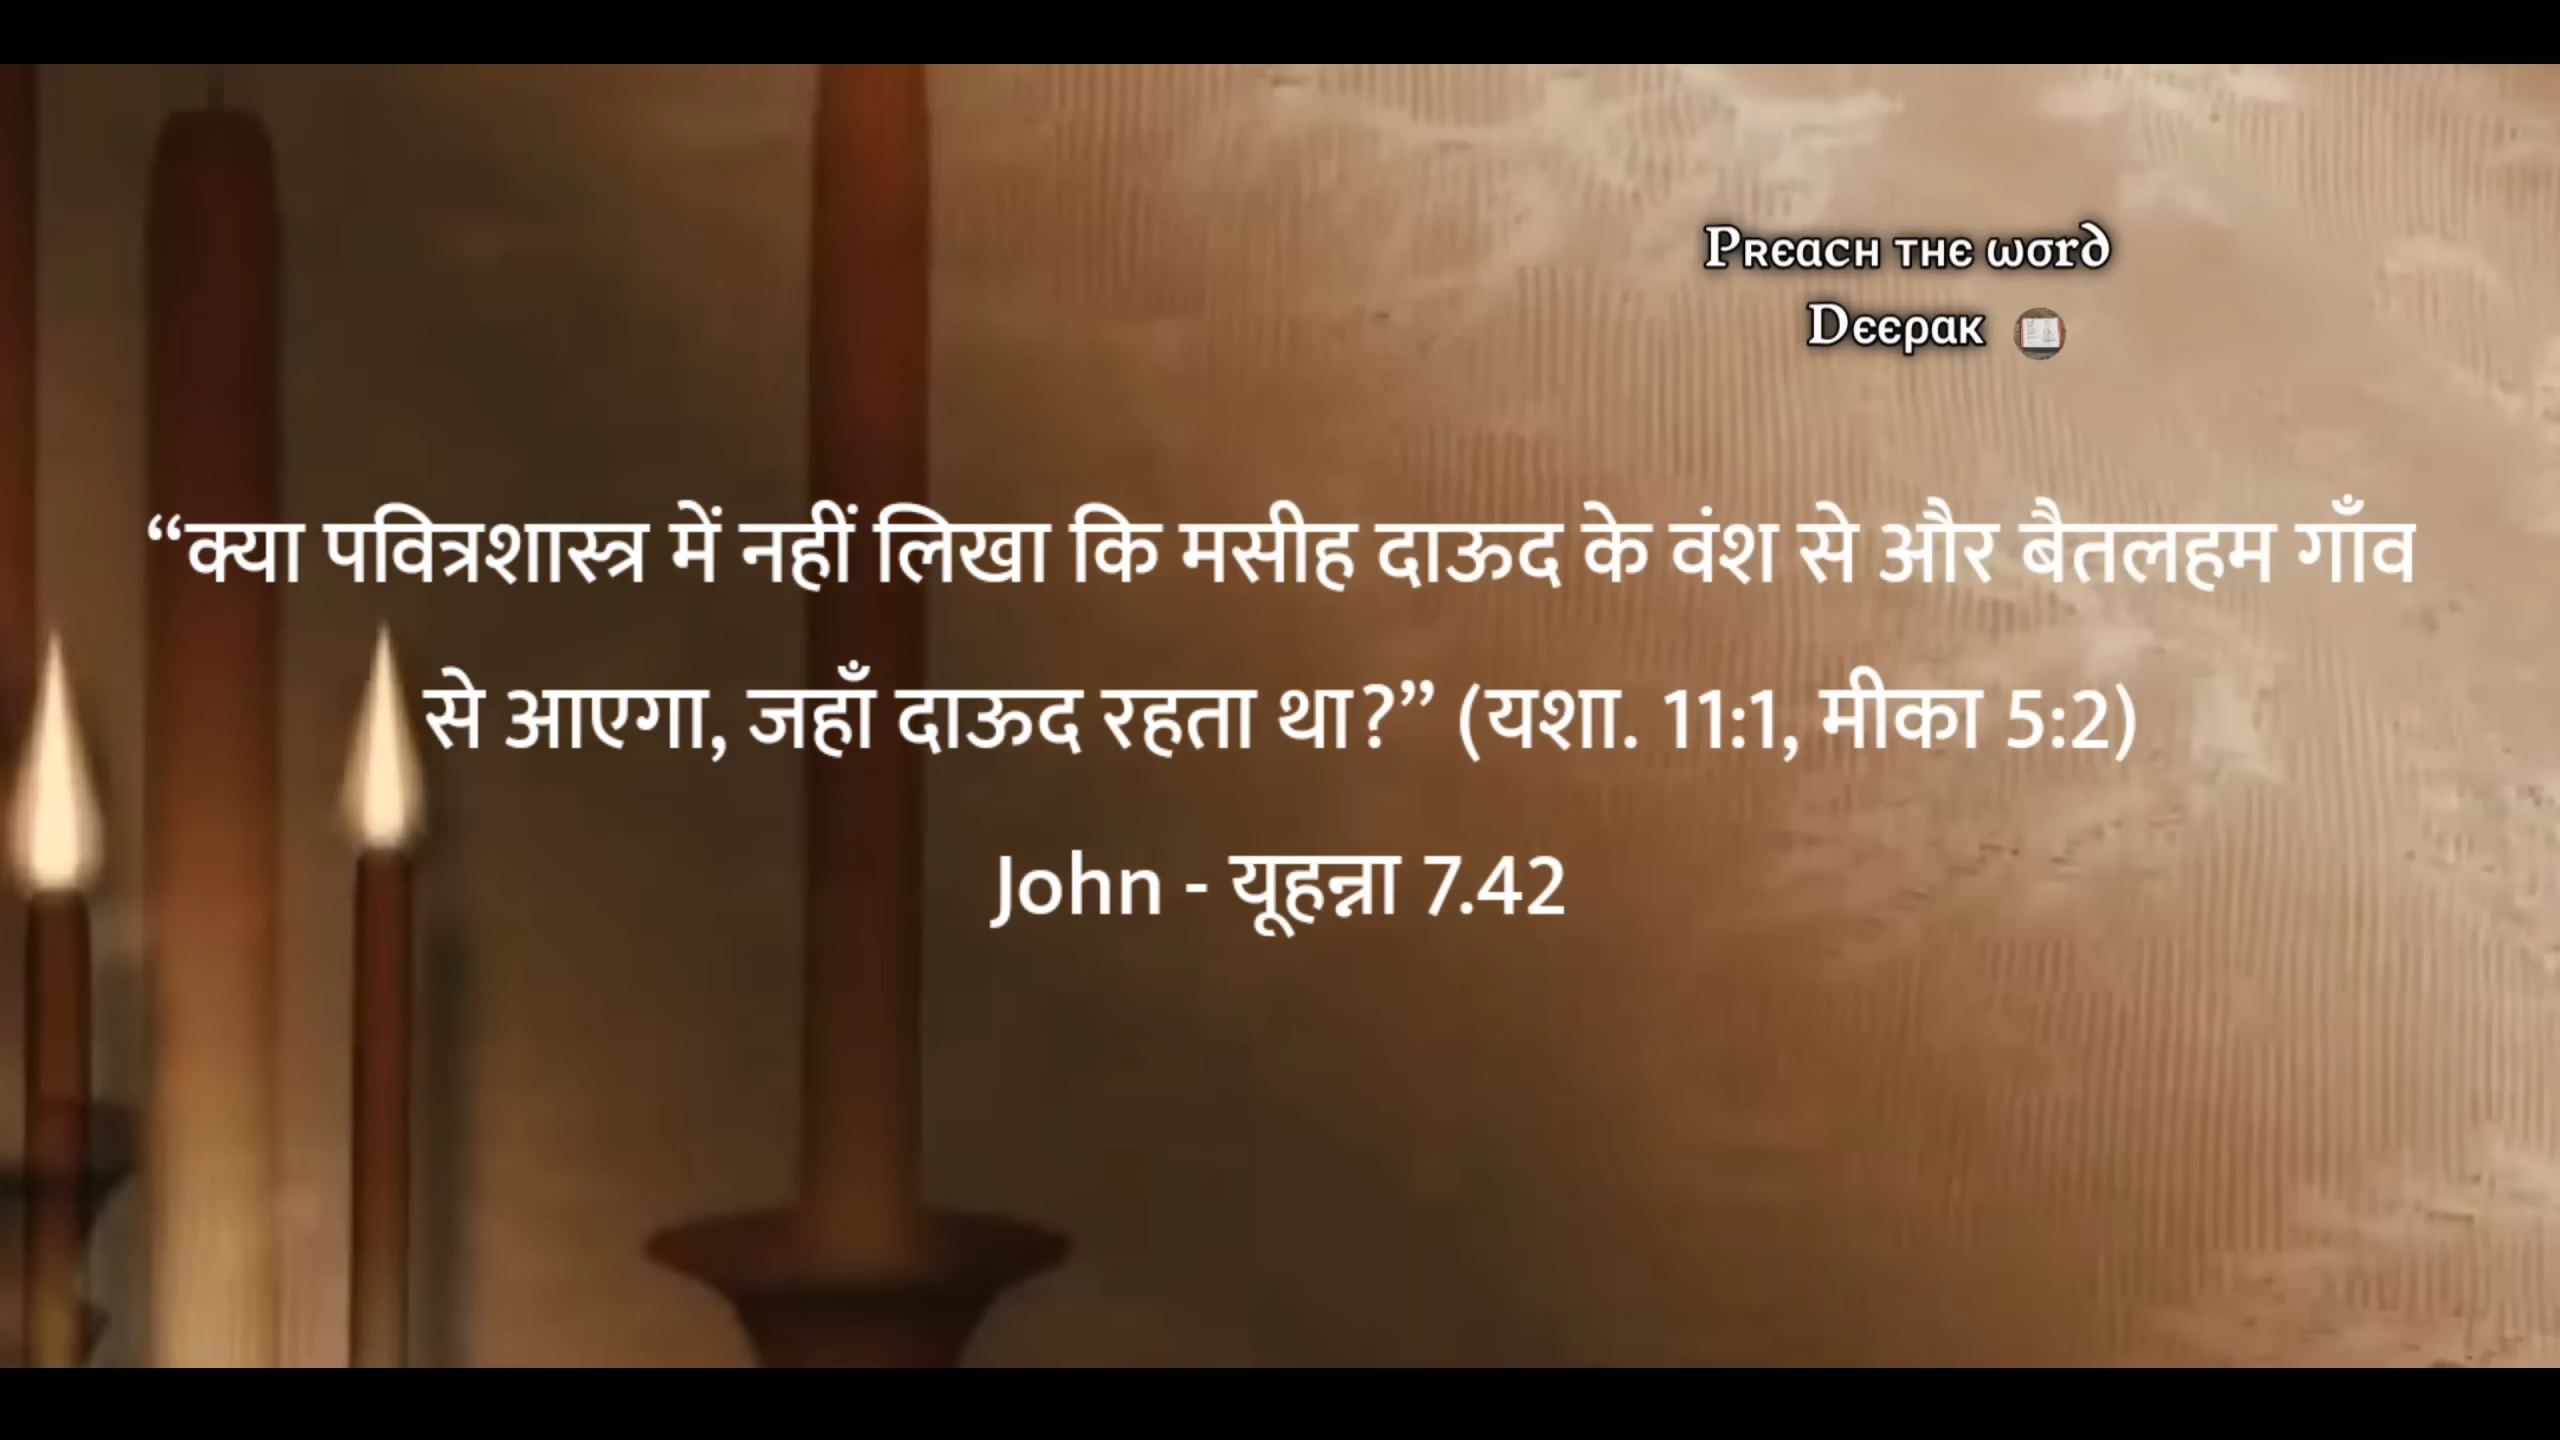 Preach the word
Deepak
“क्या पवित्रशास्त्र में नहीं लिखा कि मसीह दाऊद के वंश से और बैतलहम गाँव
से आएगा, जहाँ दाऊद रहता था?” (यशा. 11:1, मीका 5:2)
John - यूहन्ना 7.42